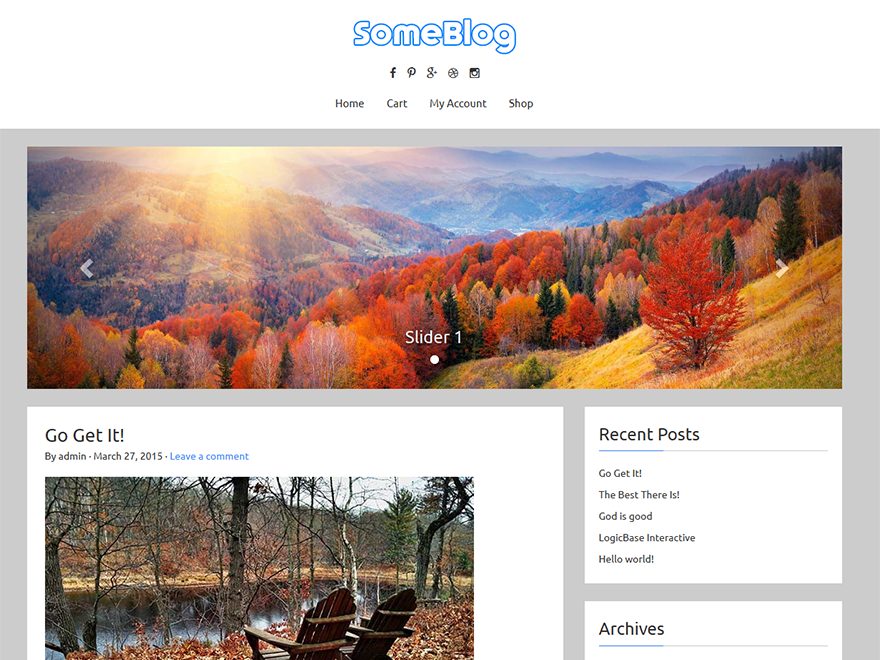 SomeBlog
Home Cart My Account Shop
Slider 1
Go Get It!
By admin · March 27, 2015 · Leave a comment
Recent Posts
Go Get It!
The Best There Is!
God is good
LogicBase Interactive
Hello world!
Archives